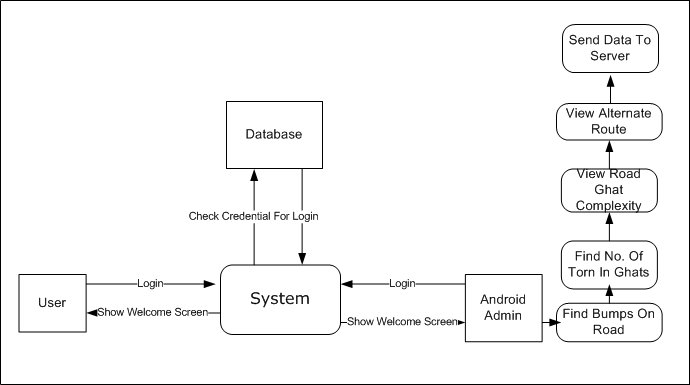 Send Data To
Server
View Alternate
Route
Database
View Road
Ghat
Complexity
Check Credential For Login
Find No. Of
Torn In Ghats
Login
Login
User
System
Android
Admin
Show Welcome Screen
Show Welcome Screen
Find Bumps On
Road